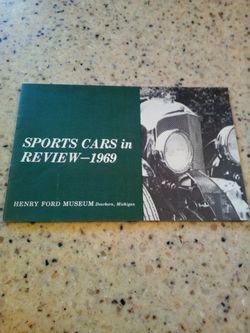 SPORTS CARS in
REVIEW—1969
HENRY FORD MUSEUM Dearborn, Michigan